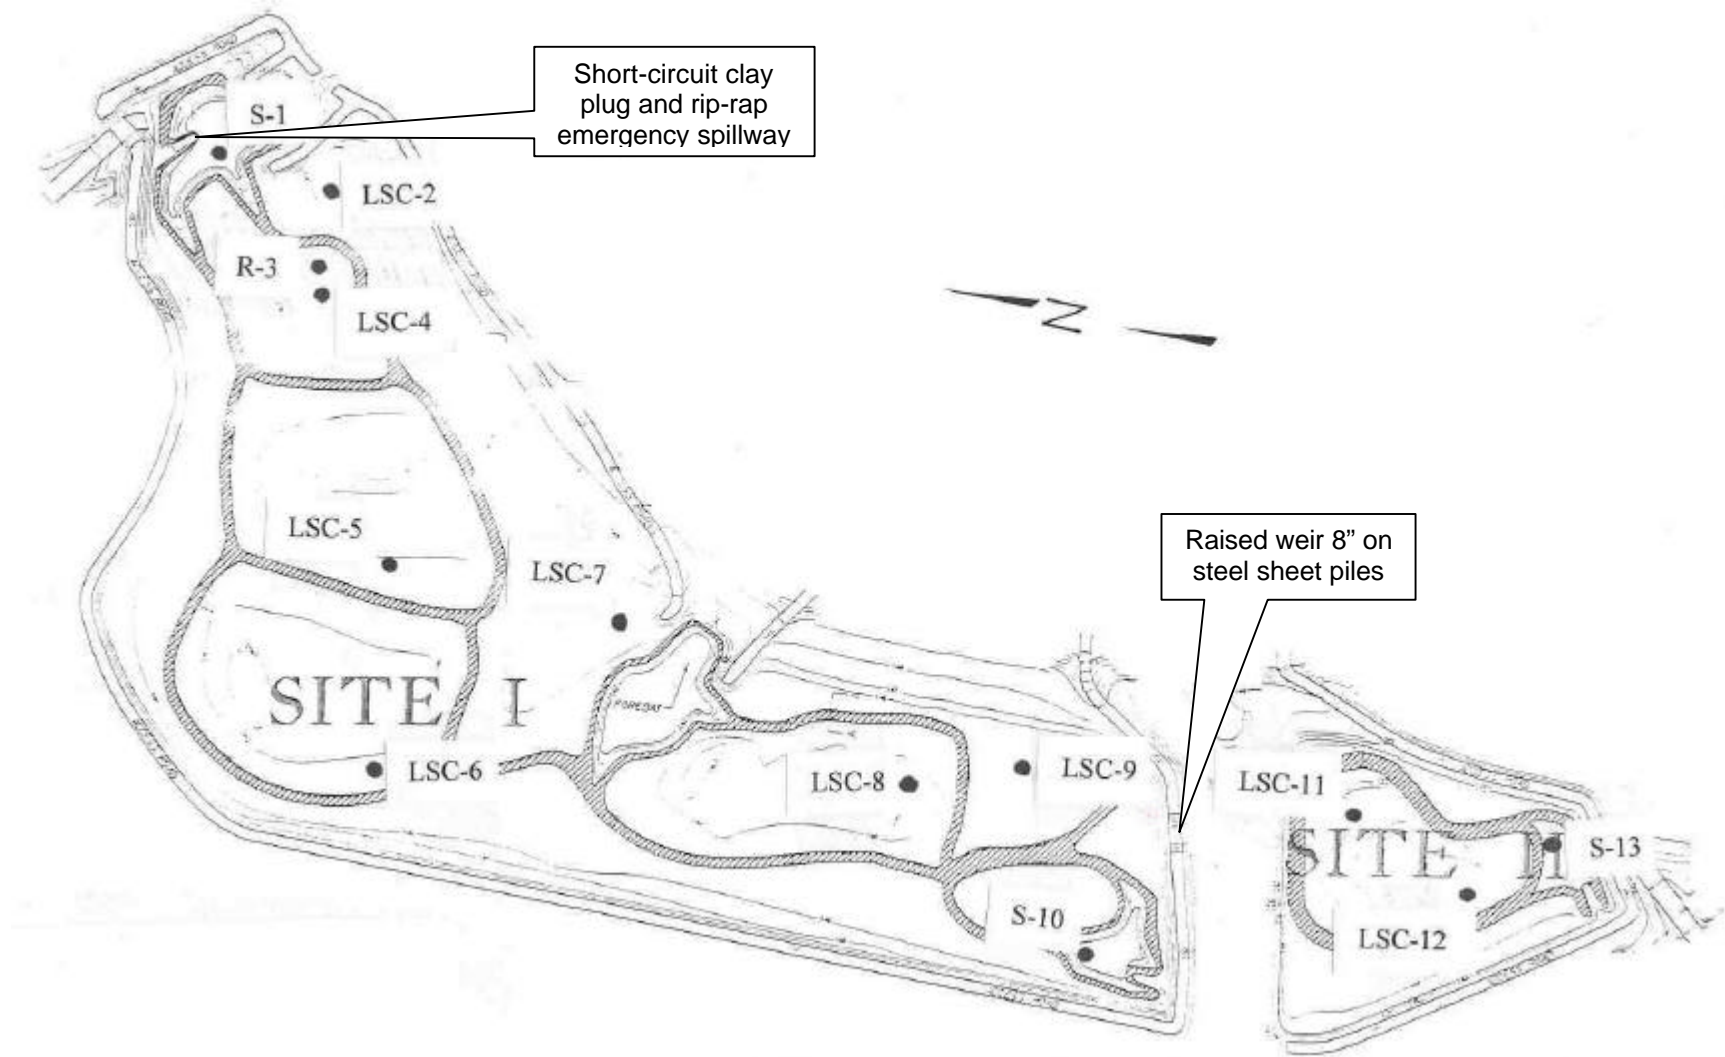 Short-circuit clay
plug and rip-rap
emergency spillway
S-1
LSC-2
R-3
LSC-4
N
LSC-5
LSC-7
Raised weir 8” on
steel sheet piles
SITE I
FOREBAY
LSC-6
LSC-8
LSC-9
LSC-11
SITE II
S-13
S-10
LSC-12